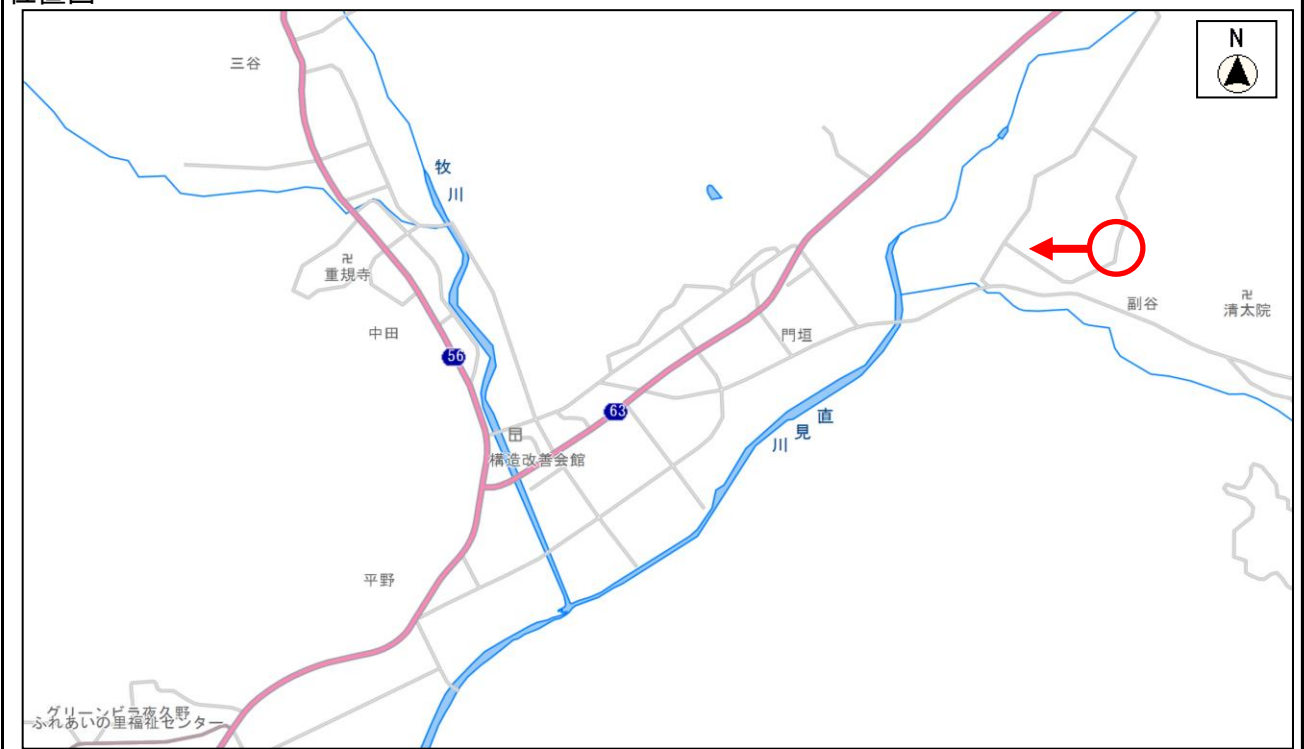 位置図
N
三谷
牧川
重規寺
中田
56
門垣
副谷
清太院
63
直見川
構造改善会館
平野
グリーンビラ夜久野
ふれあいの里福祉センター